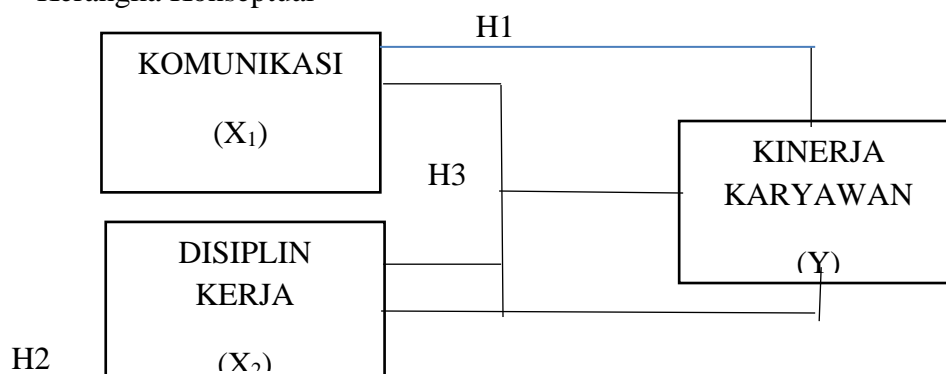 Kerangka Konseptual
H1
KOMUNIKASI
(X₁)
H3
KINERJA
KARYAWAN
(Y)
DISIPLIN
KERJA
H2
(X₂)